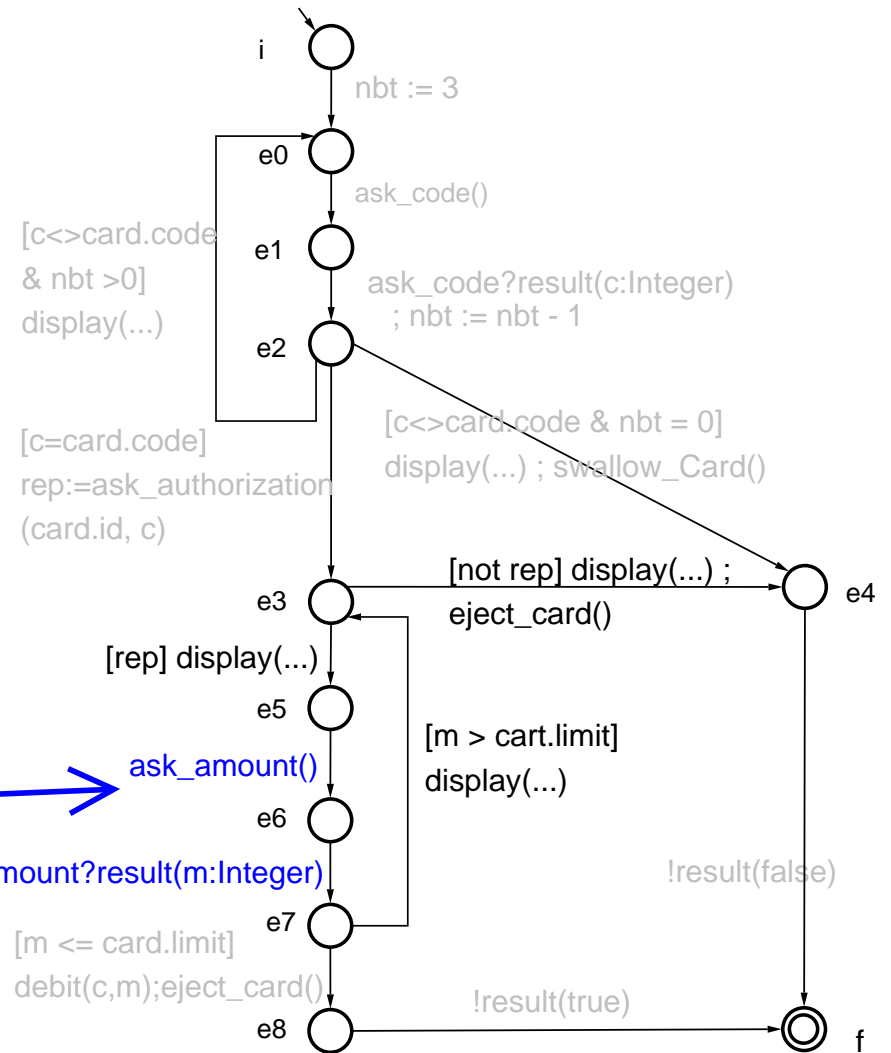 i
nbt := 3
e0
ask_code()
[c<>card.code
& nbt >0]
display(...)
e1
ask_code?result(c:Integer)
; nbt := nbt - 1
e2
[c<>card.code & nbt = 0]
display(...) ; swallow_Card()
[c=card.code]
rep:=ask_authorization
(card.id, c)
[not rep] display(...) ;
eject_card()
e3
e4
[rep] display(...)
e5
[m > cart.limit]
display(...)
ask_amount()
e6
mount?result(m:Integer)
!result(false)
e7
[m <= card.limit]
debit(c,m);eject_card()
!result(true)
e8
f